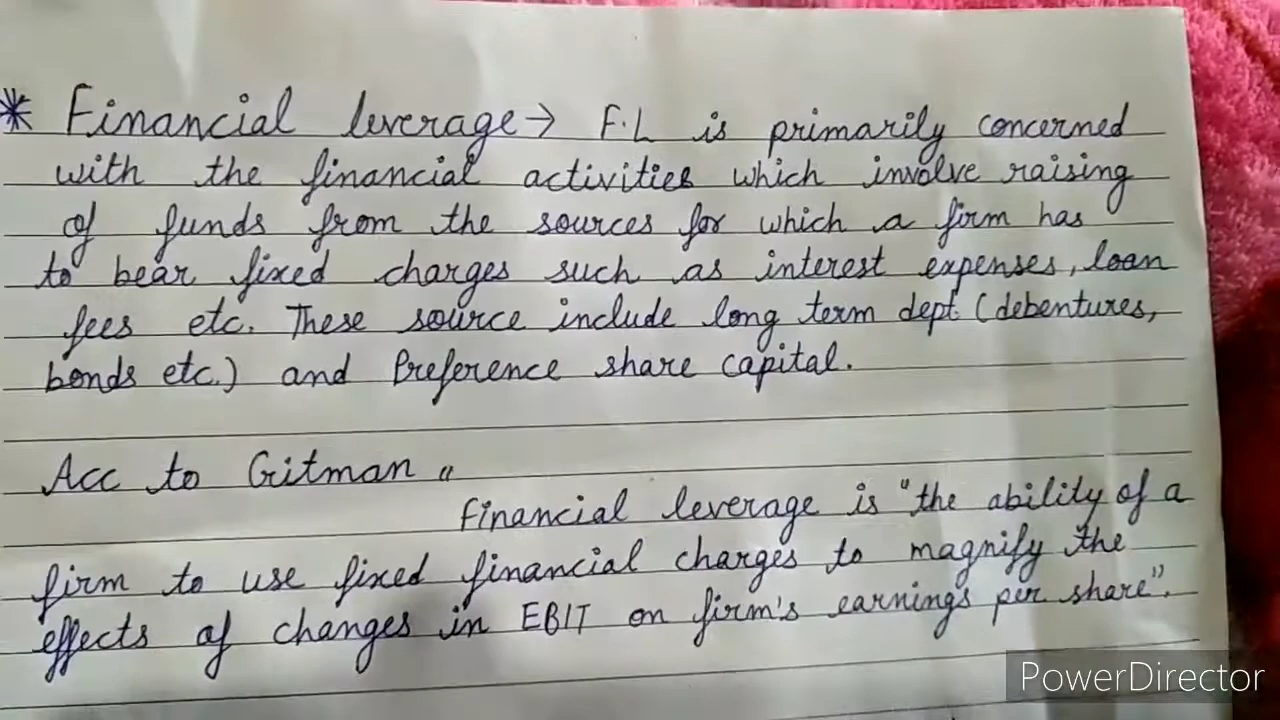 * Financial leverage → F.L is primarily concerned
with the financial activities which involve raising
of funds from the sources for which a firm has
to bear fixed charges such as interest expenses, loan
fees etc. These source include long term dept. (debentures,
bonds etc.) and Preference share capital.
Acc to Gitman "
Financial leverage is "the ability of a
firm to use fixed financial charges to magnify the
effects of changes in EBIT on firm's earnings per share".
PowerDirector